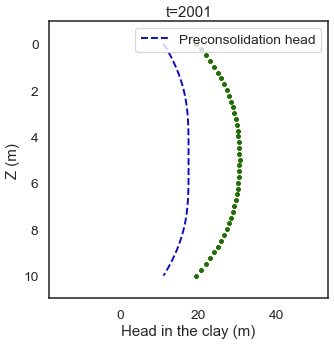 t=2001
Preconsolidation head
0
2
4
6
8
10
Z (m)
0
20
40
Head in the clay (m)